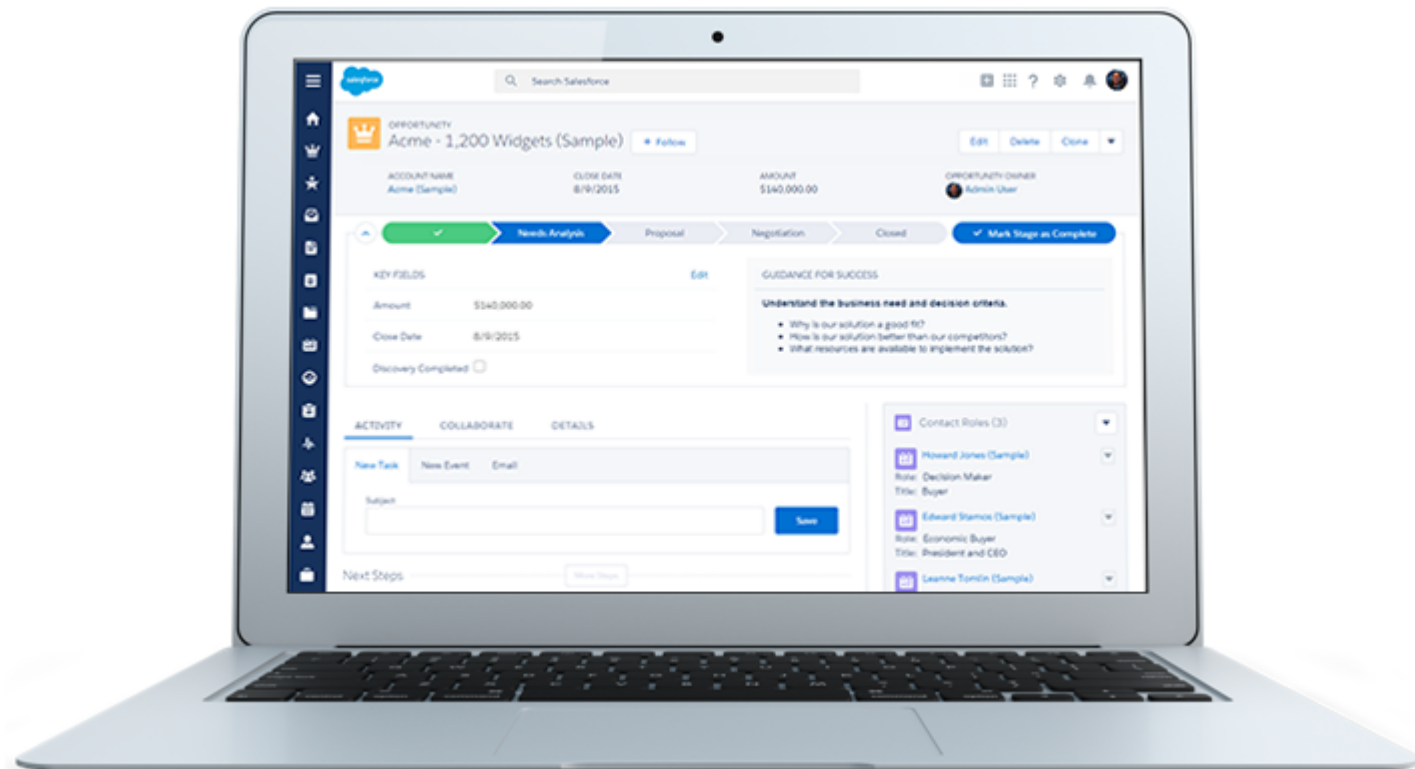 salesforce
Search Salesforce
OPPORTUNITY
Acme - 1,200 Widgets (Sample)
+ Follow
Edit Delete Clone
ACCOUNT NAME CLOSE DATE AMOUNT OPPORTUNITY OWNER
Acme (Sample) 8/9/2015 $140,000.00 Admin User
Needs Analysis Proposal Negotiation Closed Mark Stage as Complete
KEY FIELDS Edit
Amount $140,000.00
Close Date 8/9/2015
Discovery Completed
GUIDANCE FOR SUCCESS
Understand the business need and decision criteria.
• Why is our solution a good fit?
• How is our solution better than our competitors?
• What resources are available to implement the solution?
ACTIVITY COLLABORATE DETAILS
New Task New Event Email
Subject
Save
Next Steps
More Steps
Contact Roles (3)
Howard Jones (Sample)
Role: Decision Maker
Title: Buyer
Edward Stamos (Sample)
Role: Economic Buyer
Title: President and CEO
Leanne Tomlin (Sample)